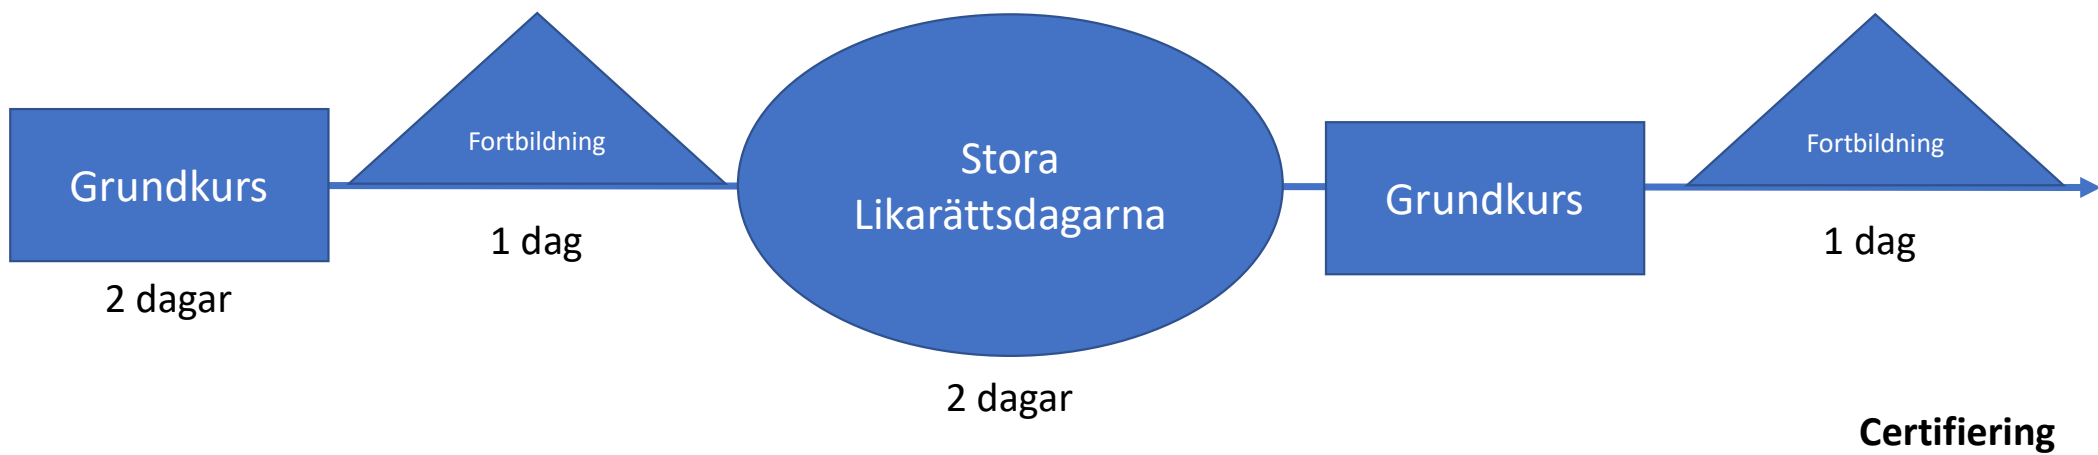 Grundkurs
2 dagar
Fortbildning
1 dag
Stora
Likarättsdagarna
2 dagar
Grundkurs
Fortbildning
1 dag
Certifiering